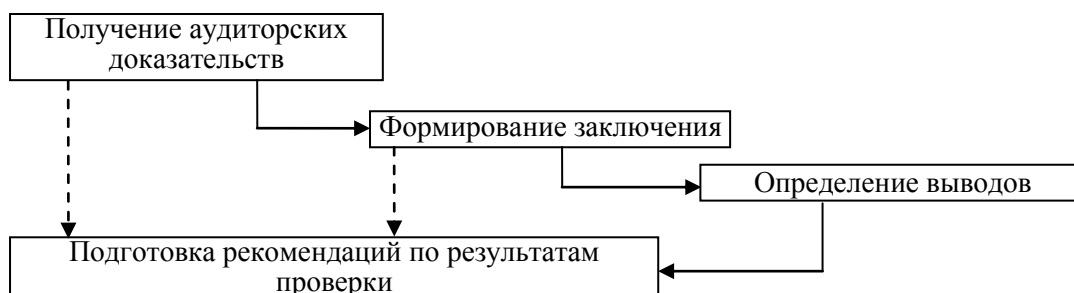 Получение аудиторских
доказательств
Формирование заключения
Определение выводов
Подготовка рекомендаций по результатам
проверки